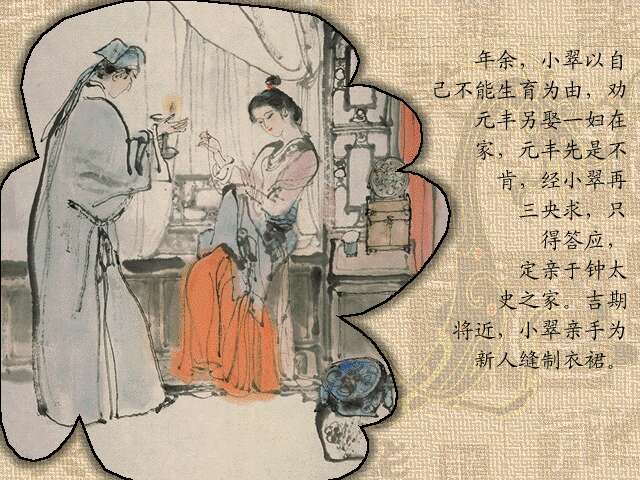 年余，小翠以自
己不能生育为由，劝
元丰另娶一妇在
家，元丰先是不
肯，经小翠再
三央求，只
得答应，
定亲于钟太
史之家。吉期
将近，小翠亲手为
新人缝制衣裙。